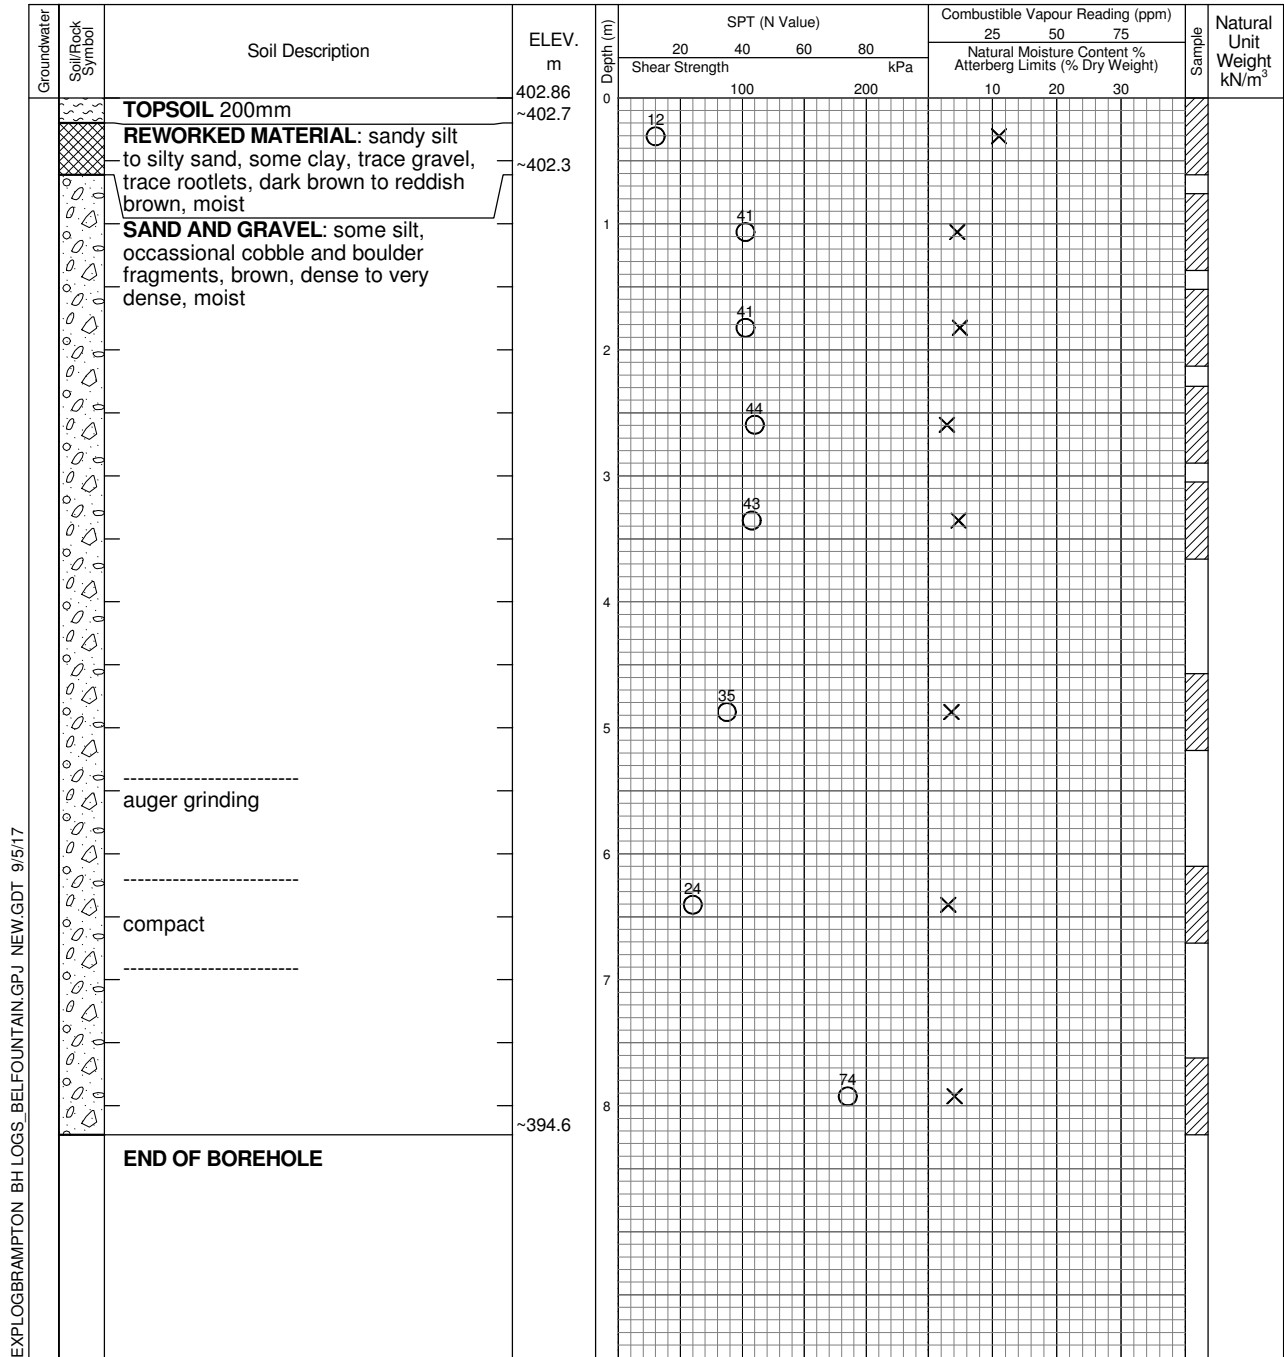 Groundwater
Soil/Rock
Symbol
Soil Description
ELEV.
m
402.86
Depth (m)
SPT (N Value)
20 40 60 80
Shear Strength kPa
100 200
Combustible Vapour Reading (ppm)
25 50 75
Natural Moisture Content %
Atterberg Limits (% Dry Weight)
10 20 30
Sample
Natural
Unit
Weight
kN/m3
0
TOPSOIL 200mm
~402.7
12
REWORKED MATERIAL: sandy silt
to silty sand, some clay, trace gravel,
~402.3
trace rootlets, dark brown to reddish
brown, moist
41
1
SAND AND GRAVEL: some silt,
occassional cobble and boulder
fragments, brown, dense to very
dense, moist
41
2
44
3
43
4
35
5
auger grinding
6
24
compact
7
74
8
~394.6
END OF BOREHOLE
EXPLOGBRAMPTON BH LOGS_BELFOUNTAIN.GPJ NEW.GDT 9/5/17